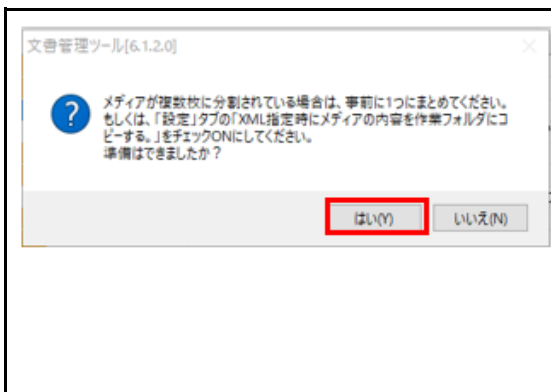 文書管理ツール[6.1.2.0]
メディアが複数枚に分割されている場合は、事前に1つにまとめてください。
もしくは、「設定」タブの「XML指定時にメディアの内容を作業フォルダにコ
ピーする。」をチェックONにしてください。
準備はできましたか？
はい(Y)
いいえ(N)